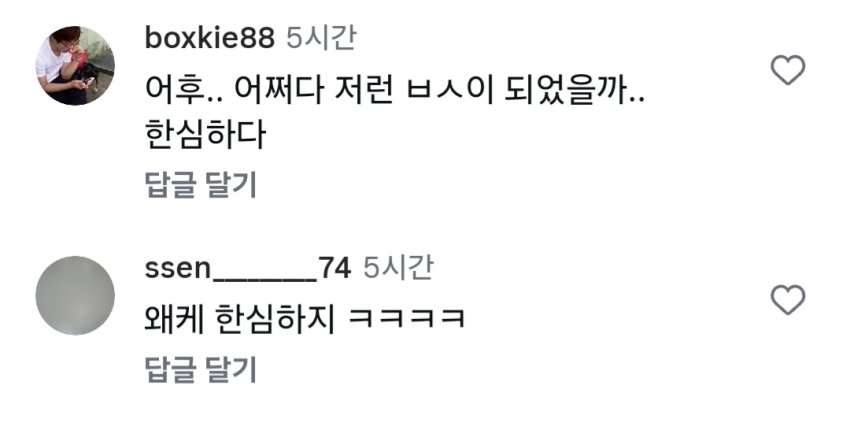 boxkie88 5시간
어후.. 어쩌다 저런 ㅂㅅ이 되었을까..
한심하다
답글 달기
ssen________74 5시간
왜케 한심하지 ㅋㅋㅋㅋ
답글 달기